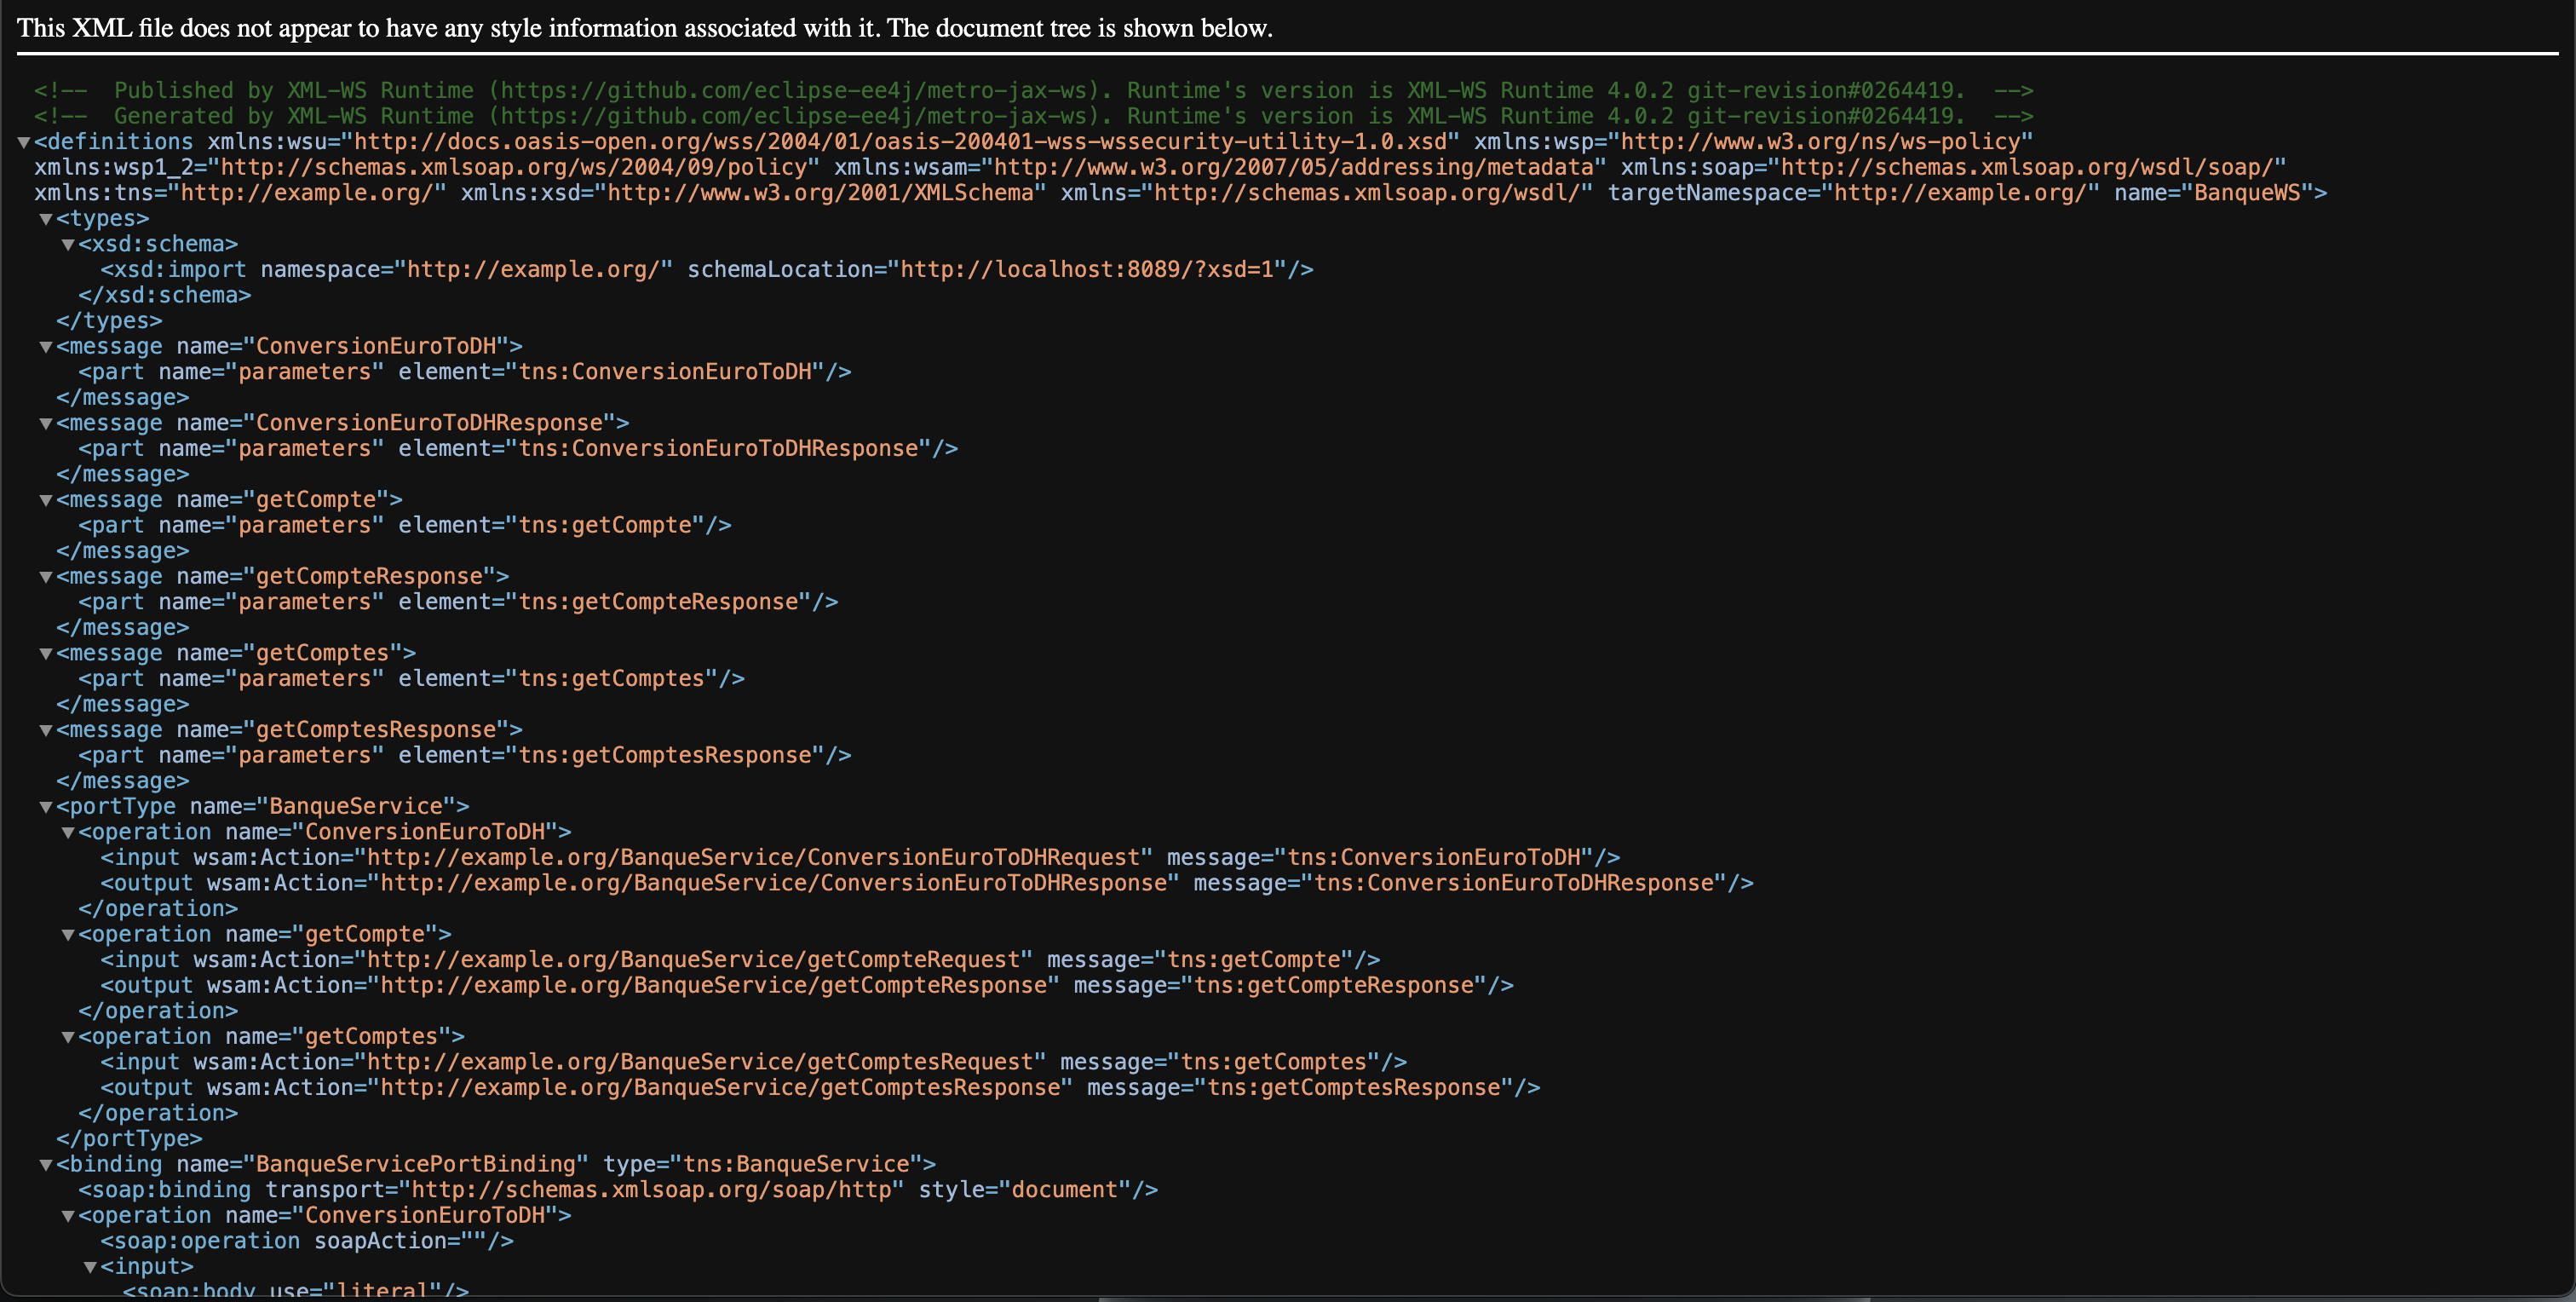 This XML file does not appear to have any style information associated with it. The document tree is shown below.
<!--  Published by XML-WS Runtime (https://github.com/eclipse-ee4j/metro-jax-ws). Runtime's version is XML-WS Runtime 4.0.2 git-revision#0264419.  -->
<!--  Generated by XML-WS Runtime (https://github.com/eclipse-ee4j/metro-jax-ws). Runtime's version is XML-WS Runtime 4.0.2 git-revision#0264419.  -->
▼<definitions xmlns:wsu="http://docs.oasis-open.org/wss/2004/01/oasis-200401-wss-wssecurity-utility-1.0.xsd" xmlns:wsp="http://www.w3.org/ns/ws-policy"
xmlns:wsp1_2="http://schemas.xmlsoap.org/ws/2004/09/policy" xmlns:wsam="http://www.w3.org/2007/05/addressing/metadata" xmlns:soap="http://schemas.xmlsoap.org/wsdl/soap/"
xmlns:tns="http://example.org/" xmlns:xsd="http://www.w3.org/2001/XMLSchema" xmlns="http://schemas.xmlsoap.org/wsdl/" targetNamespace="http://example.org/" name="BanqueWS">
▼<types>
▼<xsd:schema>
<xsd:import namespace="http://example.org/" schemaLocation="http://localhost:8089/?xsd=1"/>
</xsd:schema>
</types>
▼<message name="ConversionEuroToDH">
<part name="parameters" element="tns:ConversionEuroToDH"/>
</message>
▼<message name="ConversionEuroToDHResponse">
<part name="parameters" element="tns:ConversionEuroToDHResponse"/>
</message>
▼<message name="getCompte">
<part name="parameters" element="tns:getCompte"/>
</message>
▼<message name="getCompteResponse">
<part name="parameters" element="tns:getCompteResponse"/>
</message>
▼<message name="getComptes">
<part name="parameters" element="tns:getComptes"/>
</message>
▼<message name="getComptesResponse">
<part name="parameters" element="tns:getComptesResponse"/>
</message>
▼<portType name="BanqueService">
▼<operation name="ConversionEuroToDH">
<input wsam:Action="http://example.org/BanqueService/ConversionEuroToDHRequest" message="tns:ConversionEuroToDH"/>
<output wsam:Action="http://example.org/BanqueService/ConversionEuroToDHResponse" message="tns:ConversionEuroToDHResponse"/>
</operation>
▼<operation name="getCompte">
<input wsam:Action="http://example.org/BanqueService/getCompteRequest" message="tns:getCompte"/>
<output wsam:Action="http://example.org/BanqueService/getCompteResponse" message="tns:getCompteResponse"/>
</operation>
▼<operation name="getComptes">
<input wsam:Action="http://example.org/BanqueService/getComptesRequest" message="tns:getComptes"/>
<output wsam:Action="http://example.org/BanqueService/getComptesResponse" message="tns:getComptesResponse"/>
</operation>
</portType>
▼<binding name="BanqueServicePortBinding" type="tns:BanqueService">
<soap:binding transport="http://schemas.xmlsoap.org/soap/http" style="document"/>
▼<operation name="ConversionEuroToDH">
<soap:operation soapAction=""/>
▼<input>
<soap:body use="literal"/>